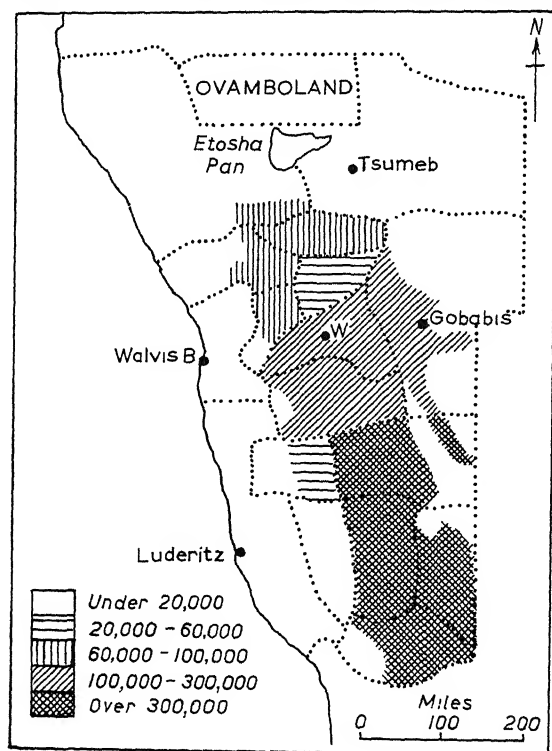 N
OVAMBOLAND
Etosha
Pan
Tsumeb
W
Gobabis
Walvis B
Luderitz
Under 20,000
20,000 - 60,000
60,000 - 100,000
100,000 - 300,000
Over 300,000
Miles
0 100 200